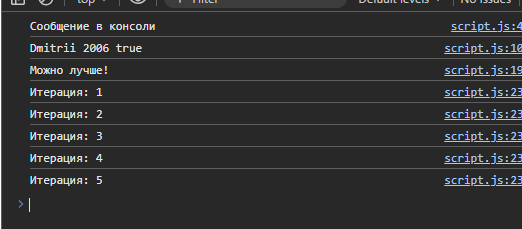 top
Filter
Default levels
No issues
Сообщение в консоли script.js:4
Dmitrii 2006 true script.js:10
Можно лучше! script.js:19
Итерация: 1 script.js:23
Итерация: 2 script.js:23
Итерация: 3 script.js:23
Итерация: 4 script.js:23
Итерация: 5 script.js:23